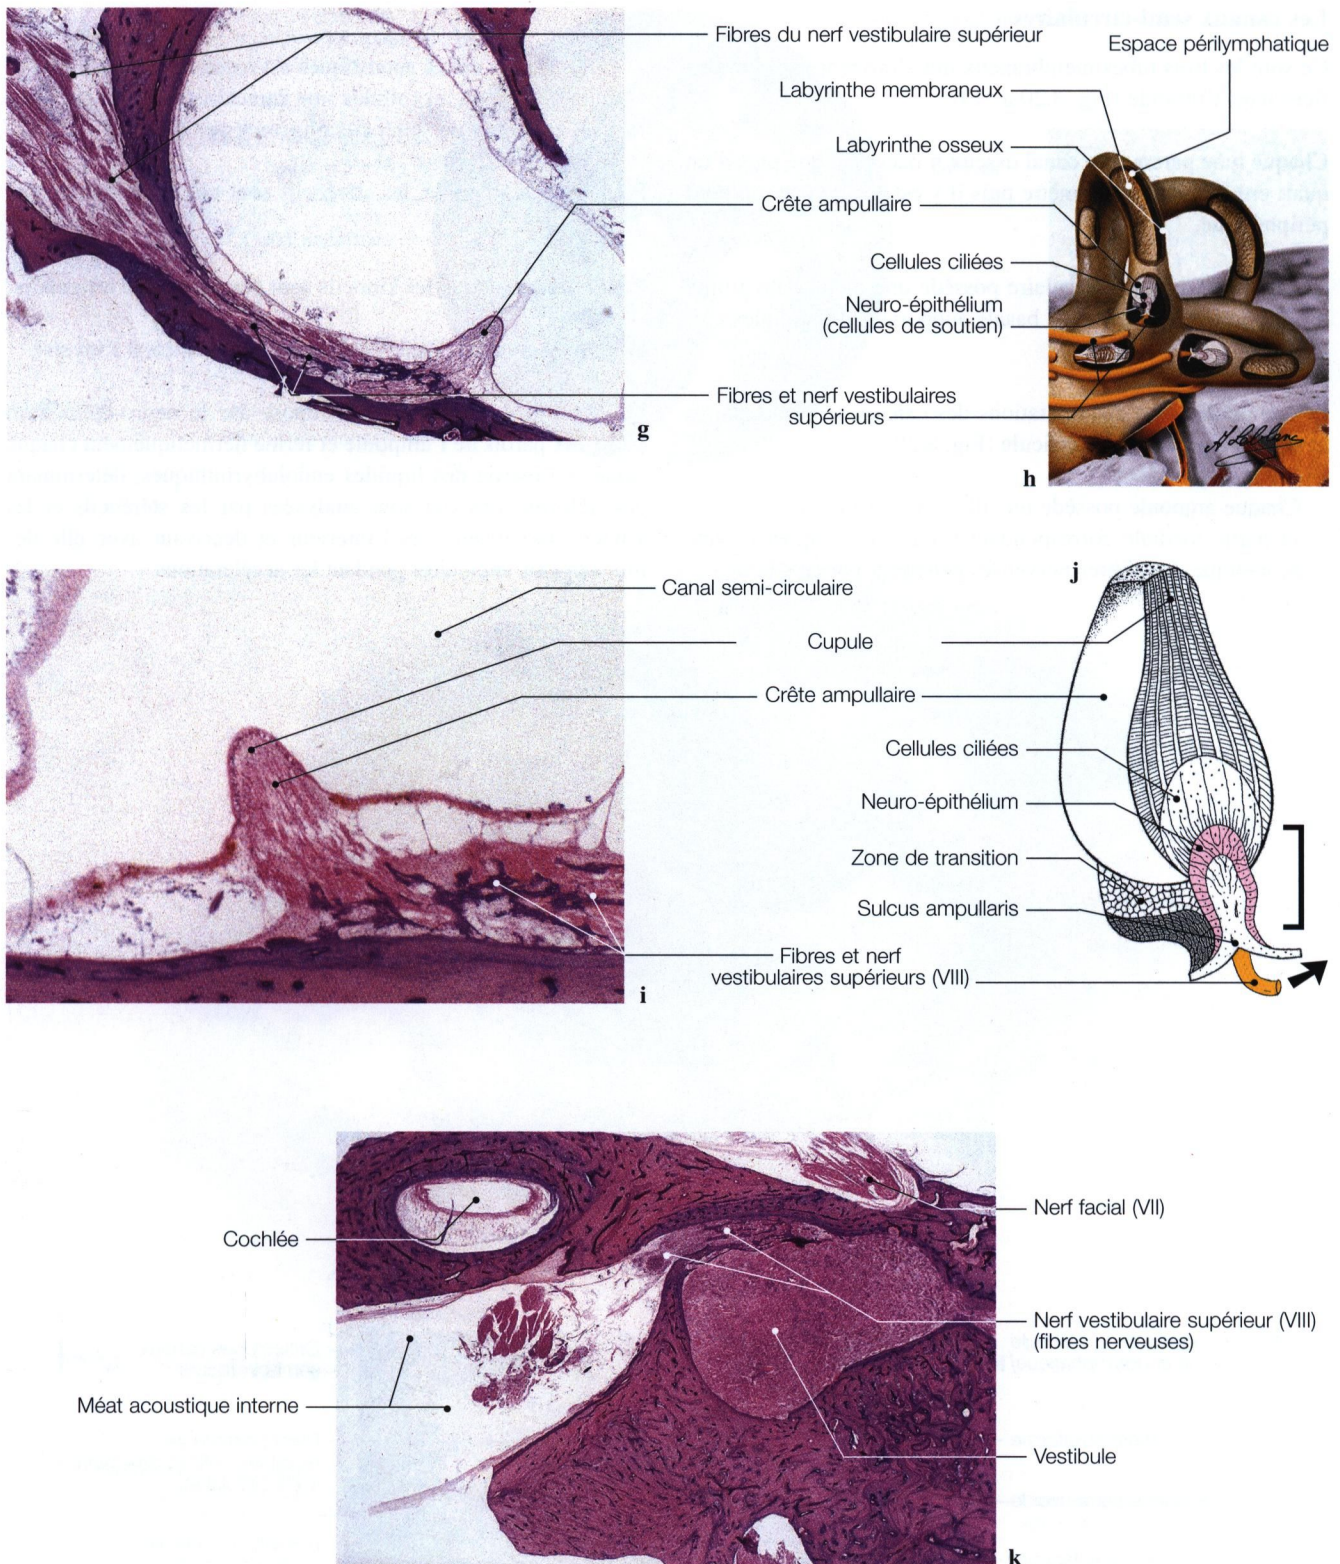 Fibres du nerf vestibulaire supérieur
Espace périlymphatique
Labyrinthe membraneux
Labyrinthe osseux
Crête ampullaire
Cellules ciliées
Neuro-épithélium
(cellules de soutien)
Fibres et nerf vestibulaires
supérieurs
g
h
j
Canal semi-circulaire
Cupule
Crête ampullaire
Cellules ciliées
Neuro-épithélium
Zone de transition
Sulcus ampullaris
Fibres et nerf
vestibulaires supérieurs (VIII)
i
Nerf facial (VII)
Cochlée
Nerf vestibulaire supérieur (VIII)
(fibres nerveuses)
Méat acoustique interne
Vestibule
k